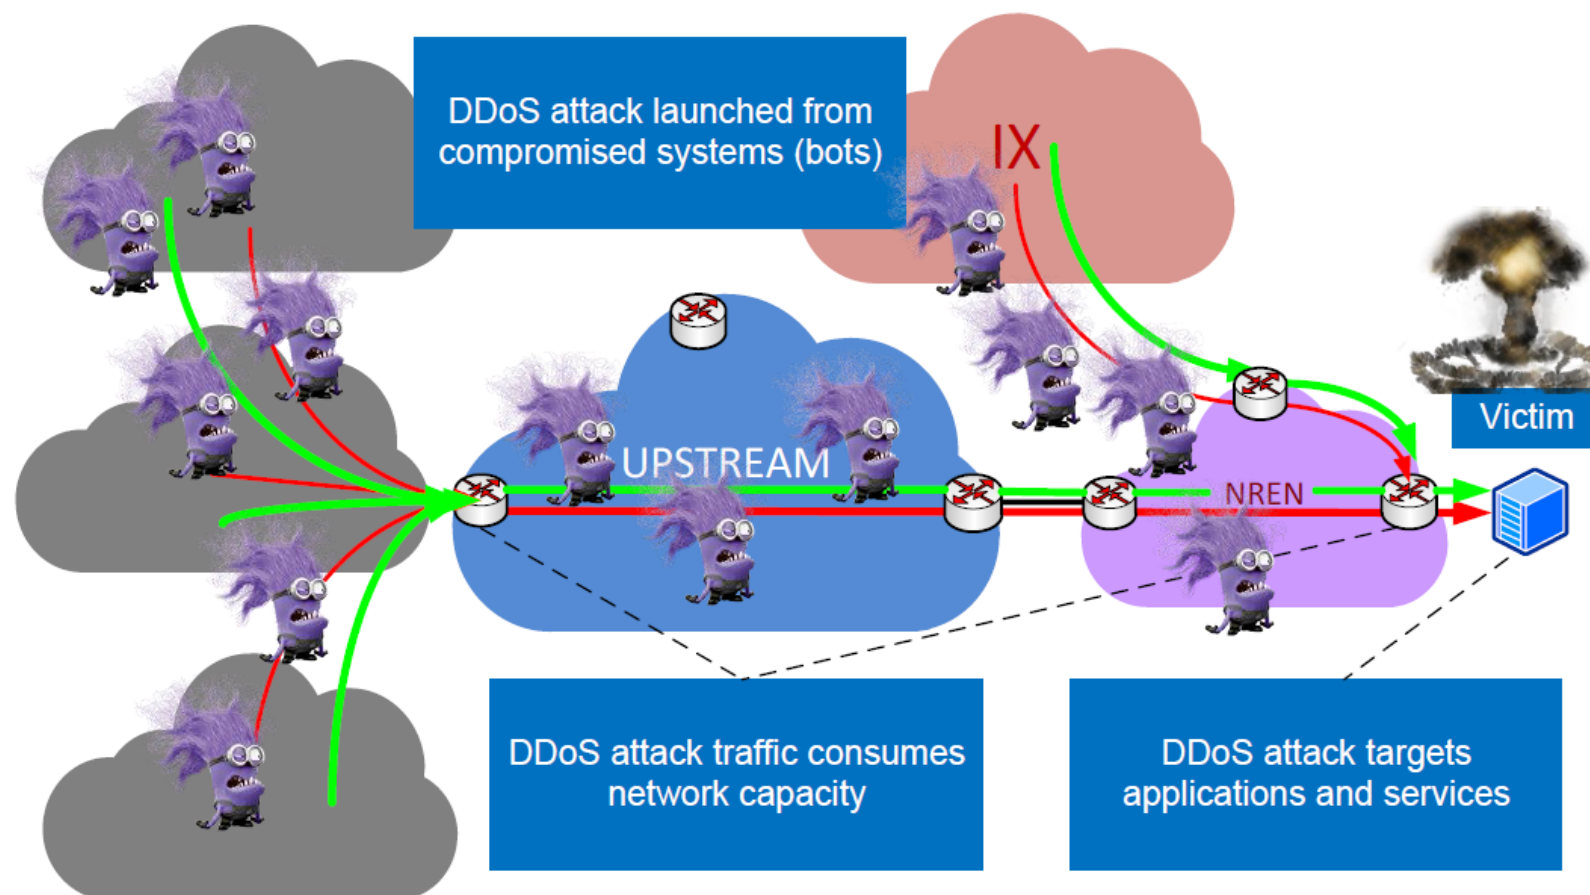 DDoS attack launched from
compromised systems (bots)
IX
Victim
UPSTREAM
NREN
DDoS attack traffic consumes
network capacity
DDoS attack targets
applications and services